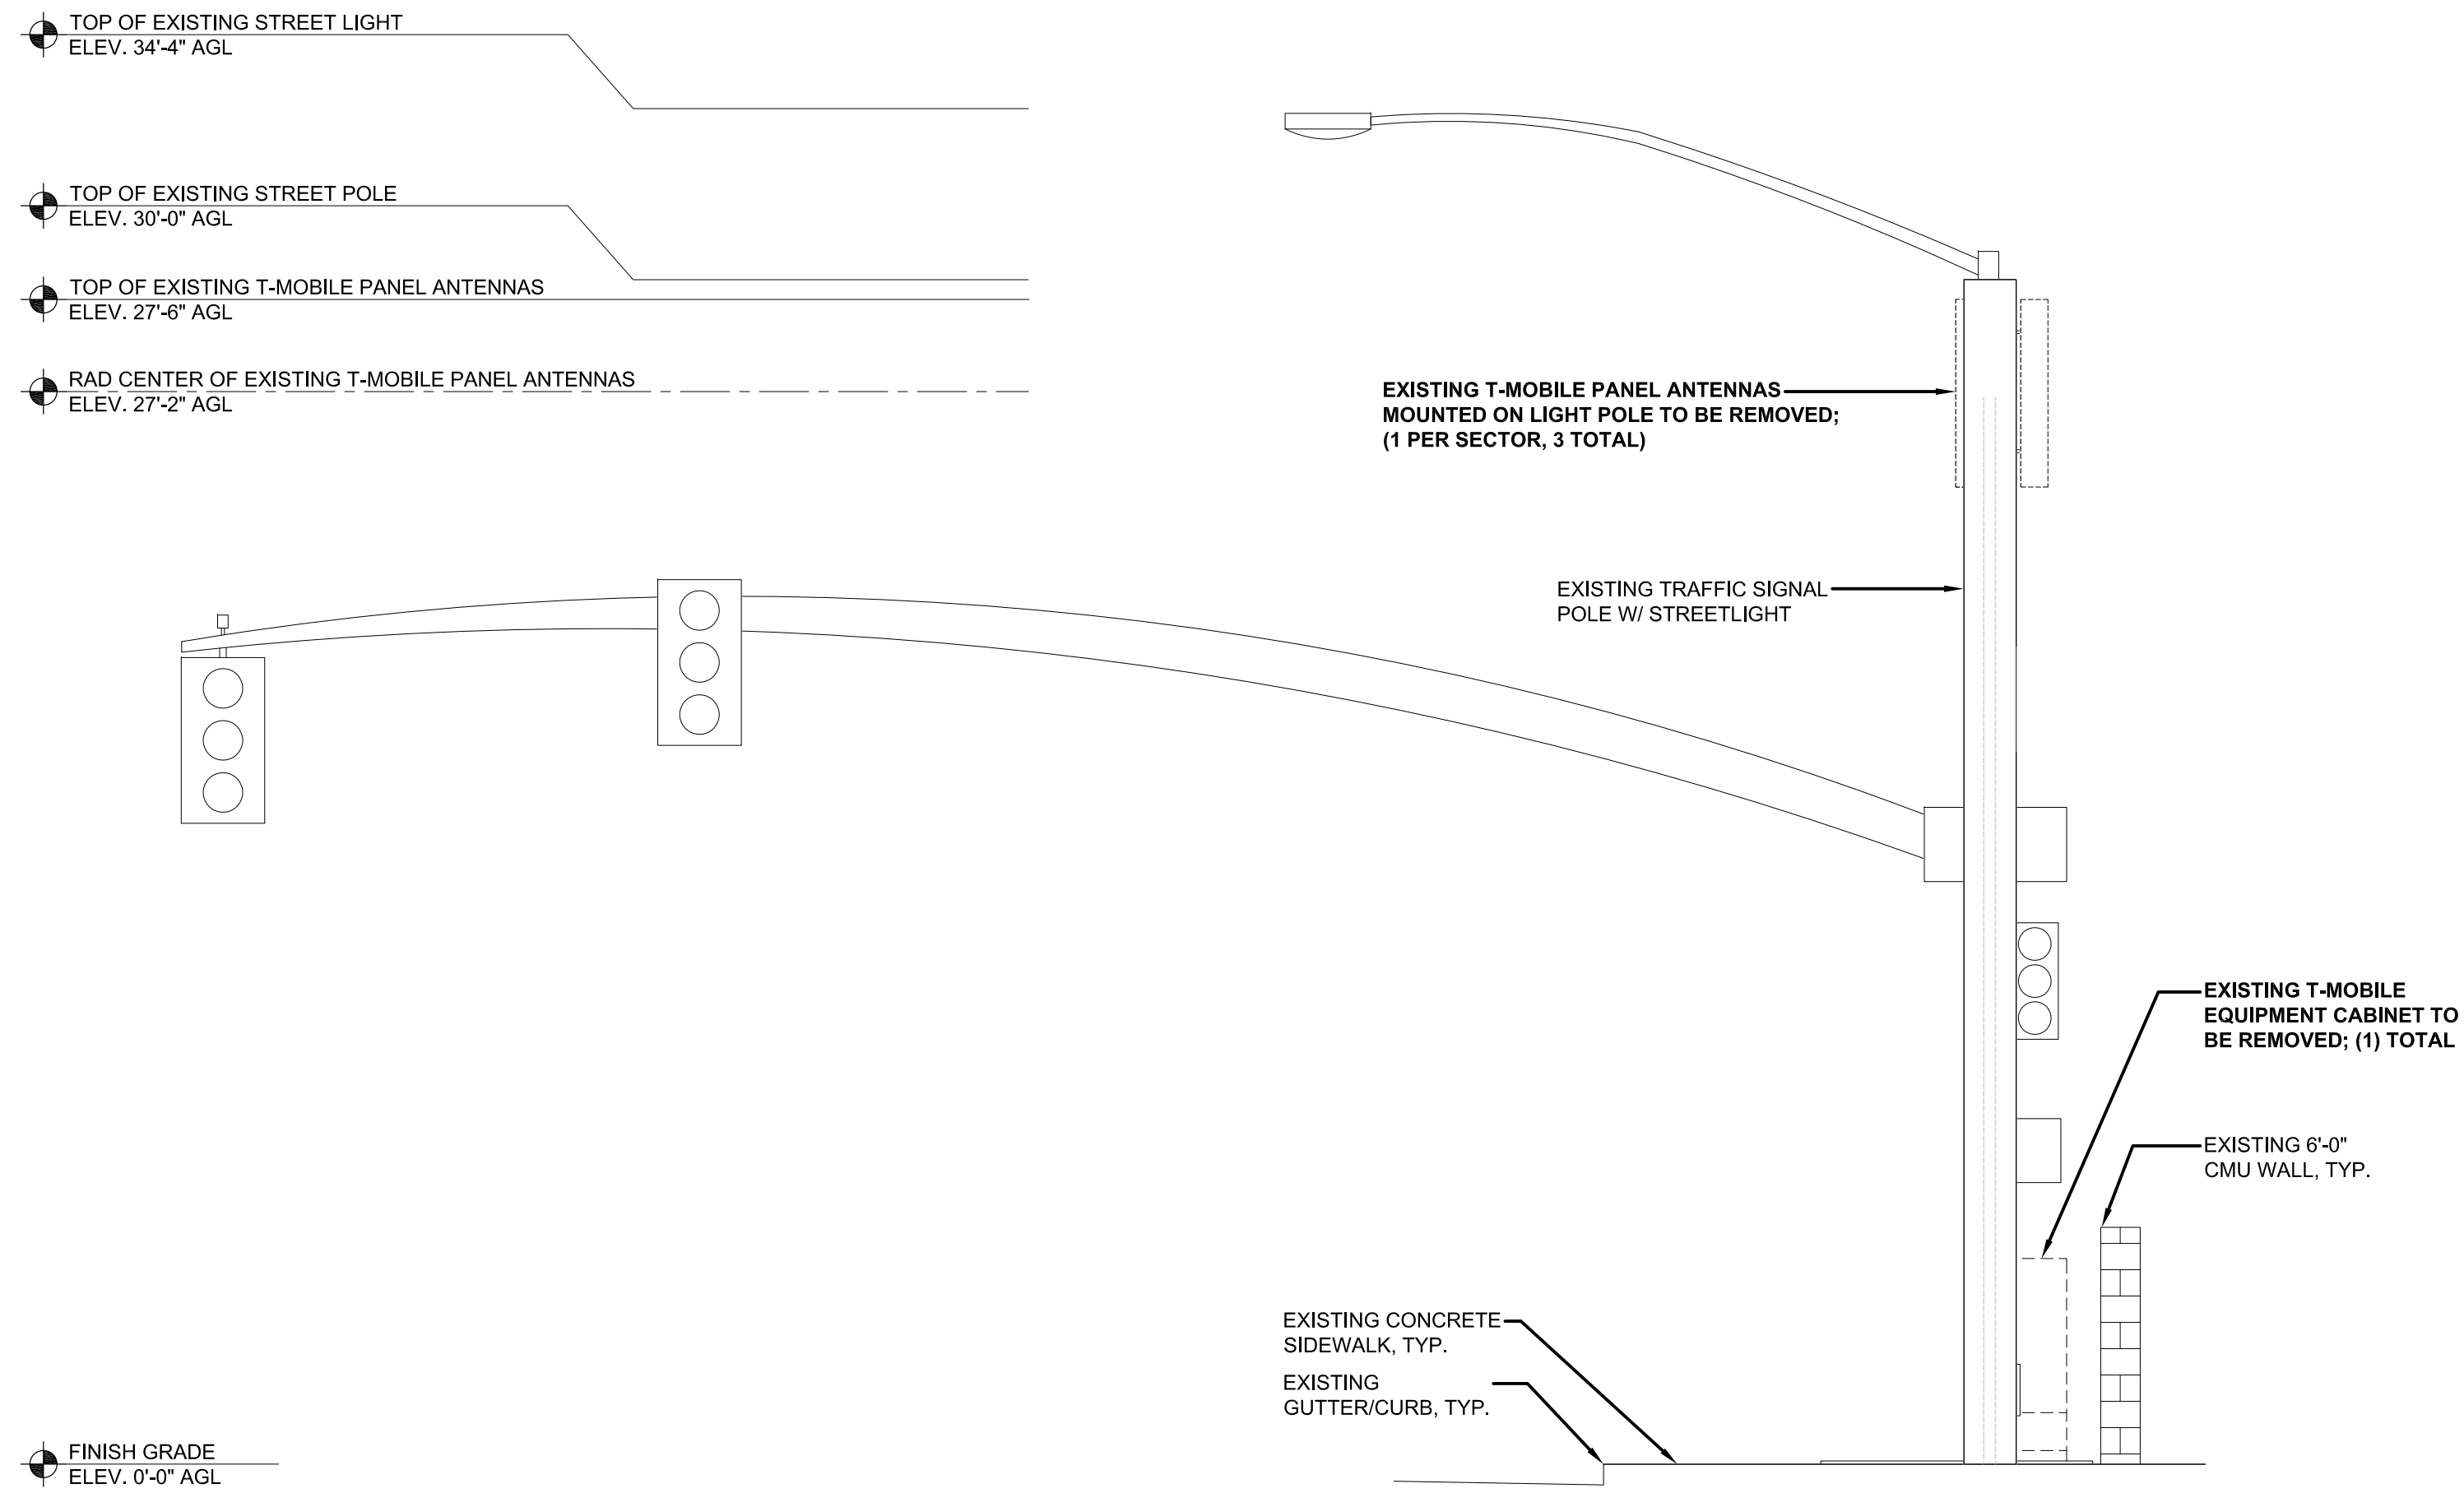 TOP OF EXISTING STREET LIGHT
ELEV. 34'-4" AGL
TOP OF EXISTING STREET POLE
ELEV. 30'-0" AGL
TOP OF EXISTING T-MOBILE PANEL ANTENNAS
ELEV. 27'-6" AGL
RAD CENTER OF EXISTING T-MOBILE PANEL ANTENNAS
ELEV. 27'-2" AGL
EXISTING T-MOBILE PANEL ANTENNAS
MOUNTED ON LIGHT POLE TO BE REMOVED;
(1 PER SECTOR, 3 TOTAL)
EXISTING TRAFFIC SIGNAL
POLE W/ STREETLIGHT
EXISTING T-MOBILE
EQUIPMENT CABINET TO
BE REMOVED; (1) TOTAL
EXISTING 6'-0"
CMU WALL, TYP.
EXISTING CONCRETE
SIDEWALK, TYP.
EXISTING
GUTTER/CURB, TYP.
FINISH GRADE
ELEV. 0'-0" AGL